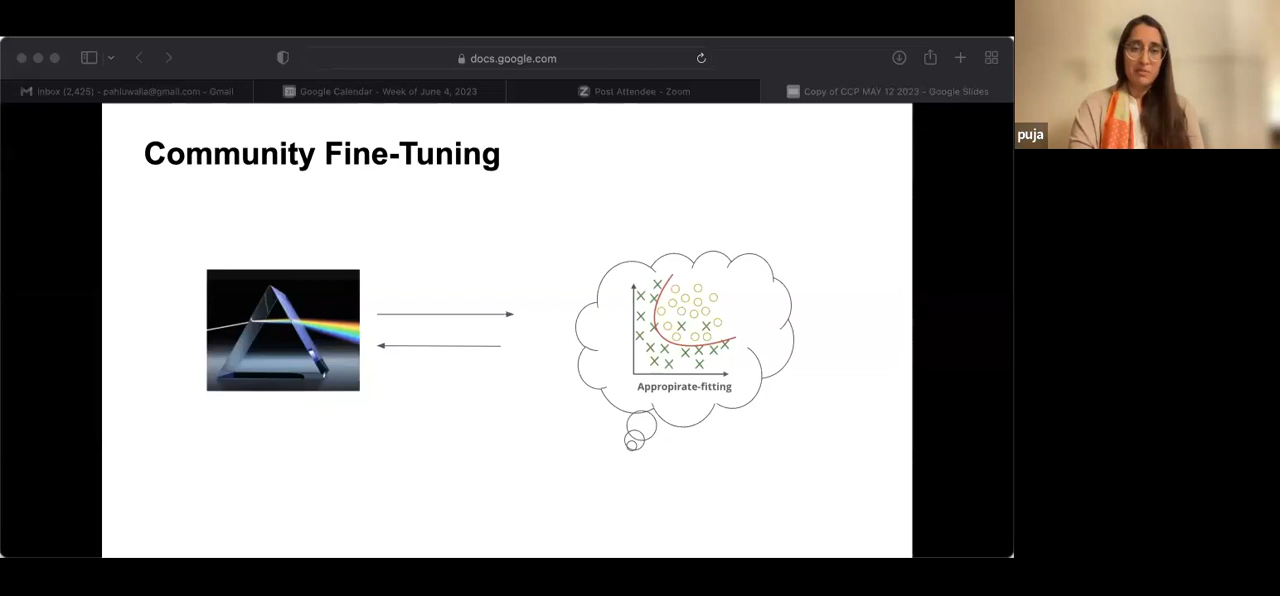 docs.google.com
Inbox (2,425) - pahluwalia@gmail.com - Gmail
Google Calendar - Week of June 4, 2023
Post Attendee - Zoom
Copy of CCP MAY 12 2023 - Google Slides
puja
Community Fine-Tuning
Appropirate-fitting